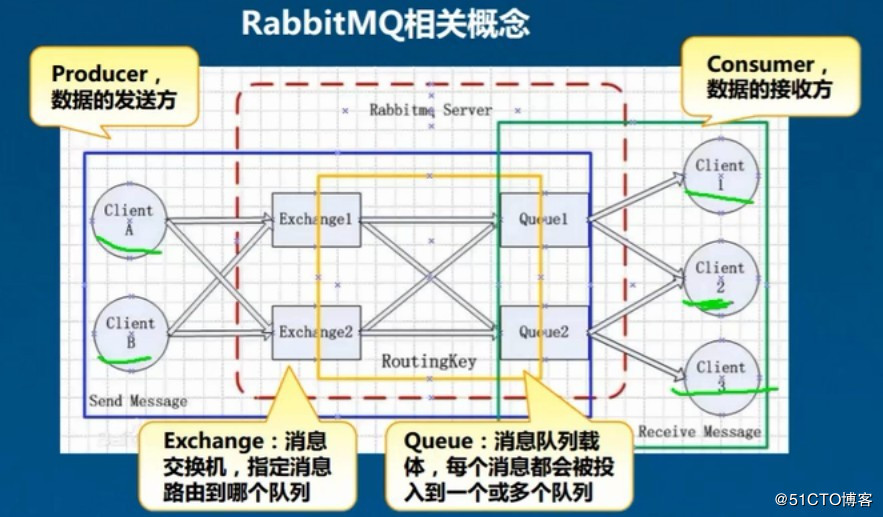 RabbitMQ相关概念
Producer，
数据的发送方
Consumer，
数据的接收方
Rabbitmq Server
Client
A
Client
B
Exchange1
Exchange2
Queue1
Queue2
Client
1
Client
2
Client
3
RoutingKey
Send Message
Receive Message
Exchange：消息
交换机，指定消息
路由到哪个队列
Queue：消息队列载
体，每个消息都会被投
入到一个或多个队列
@51CTO博客